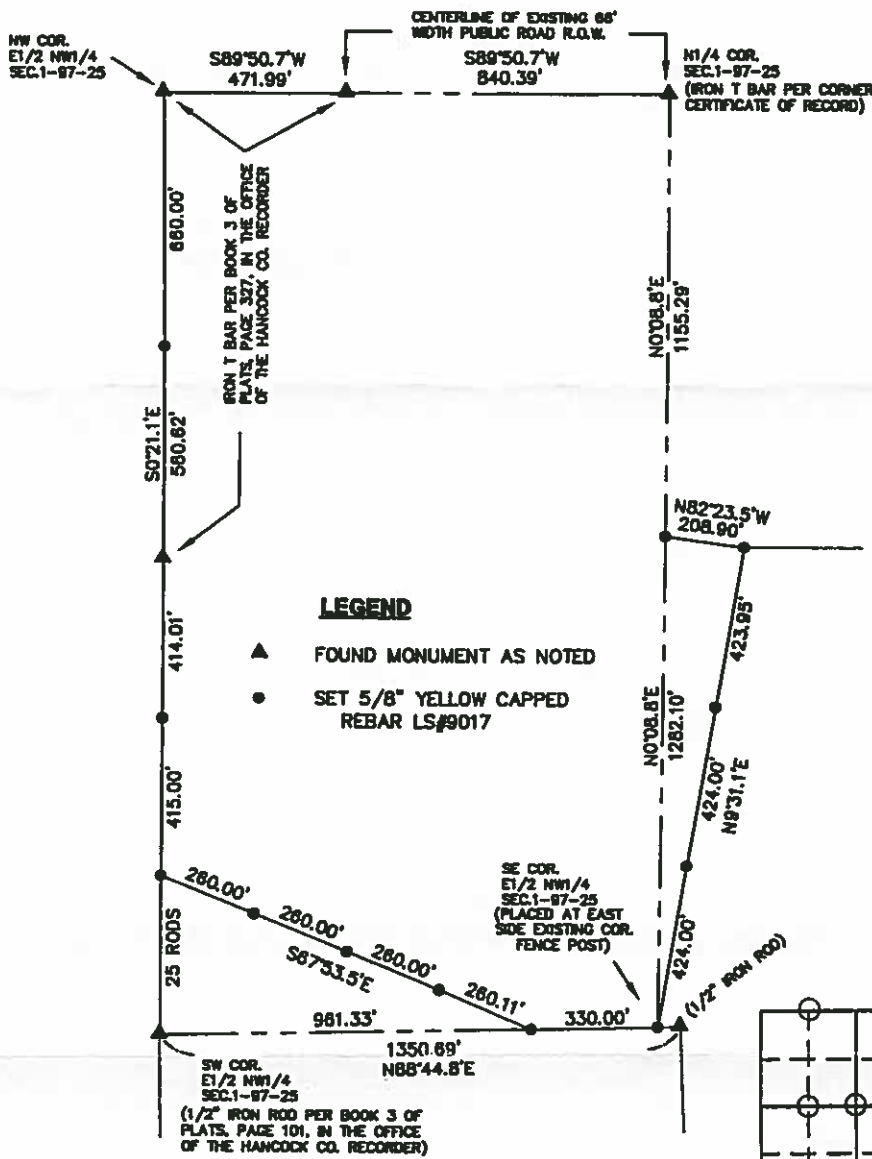 CENTERLINE OF EXISTING 66'
WIDTH PUBLIC ROAD R.O.W.
NW COR.
E1/2 NW1/4
SEC.1-97-25
S89°50.7'W
471.99'
S89°50.7'W
840.39'
N1/4 COR.
SEC.1-97-25
(IRON T BAR PER CORNER
CERTIFICATE OF RECORD)
660.00'
IRON T BAR PER BOOK 3 OF
PLATS, PAGE 327, IN THE OFFICE
OF THE HANCOCK CO. RECORDER
N0°08.8'E
1155.29'
S0°21.1'E
580.62'
N82°23.5'W
208.90'
LEGEND
FOUND MONUMENT AS NOTED
SET 5/8" YELLOW CAPPED
REBAR LS#9017
414.01'
423.95'
N0°08.8'E
1282.10'
424.00'
N9°31.1'E
415.00'
SE COR.
E1/2 NW1/4
SEC.1-97-25
(PLACED AT EAST
SIDE EXISTING COR.
FENCE POST)
260.00'
260.00'
260.00'
260.11'
S67°53.5'E
25 RODS
424.00'
(1/2" IRON ROD)
961.33'
330.00'
1350.69'
N88°44.8'E
SW COR.
E1/2 NW1/4
SEC.1-97-25
(1/2" IRON ROD PER BOOK 3 OF
PLATS, PAGE 101, IN THE OFFICE
OF THE HANCOCK CO. RECORDER)